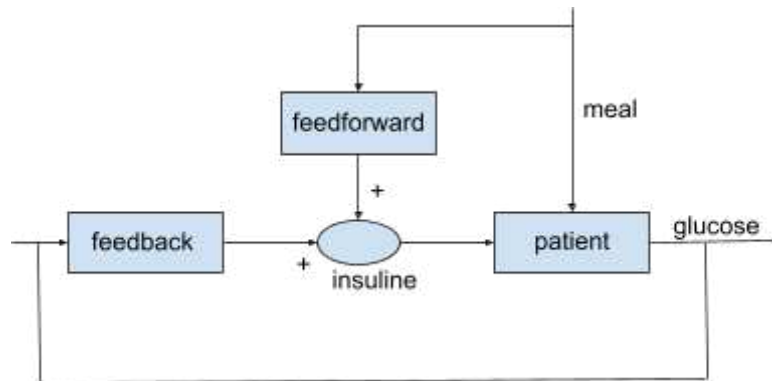 feedforward
meal
+
glucose
feedback
patient
+
insuline